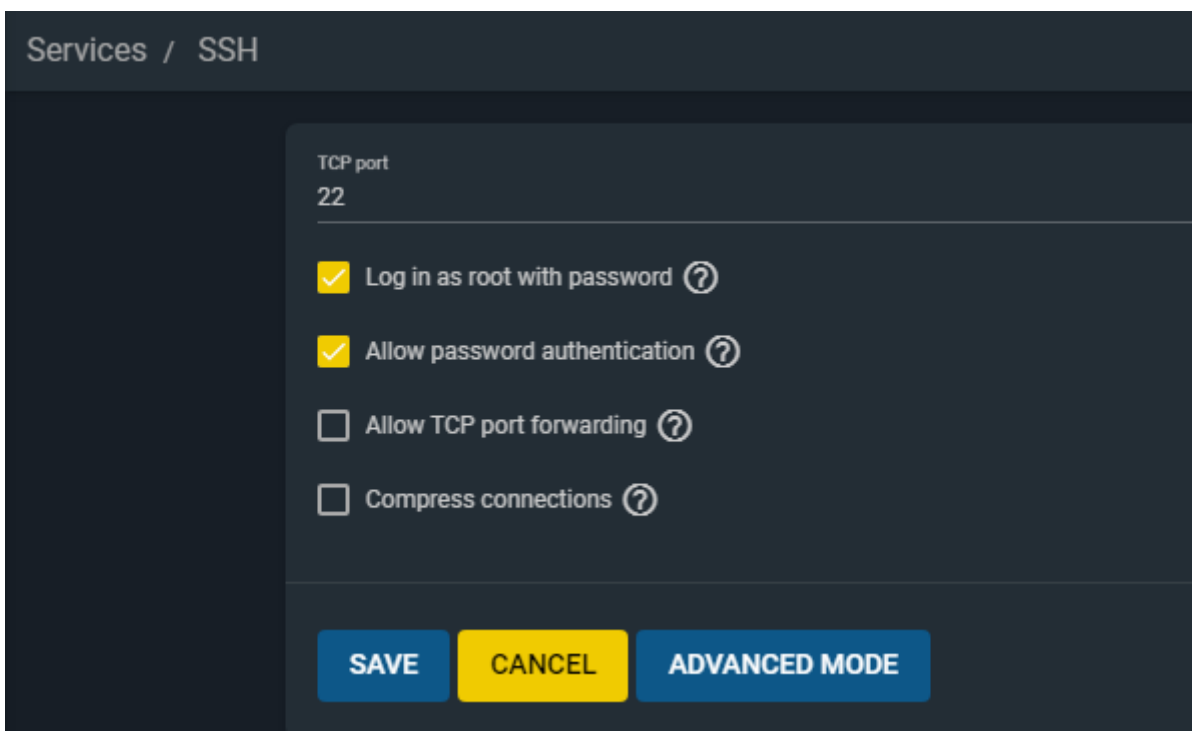 Services / SSH
TCP port
22
Log in as root with password
Allow password authentication
Allow TCP port forwarding
Compress connections
SAVE CANCEL ADVANCED MODE